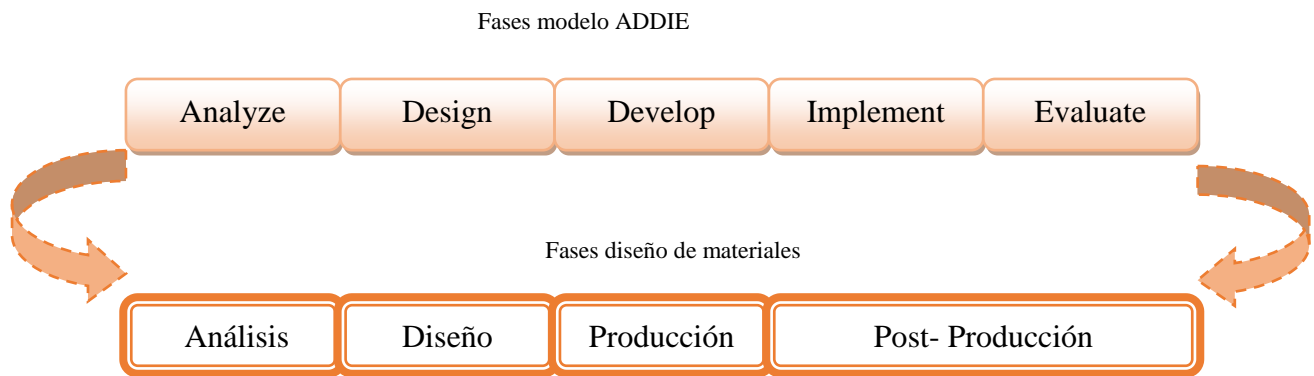 Fases modelo ADDIE
Analyze Design Develop Implement Evaluate
Fases diseño de materiales
Análisis Diseño Producción Post- Producción